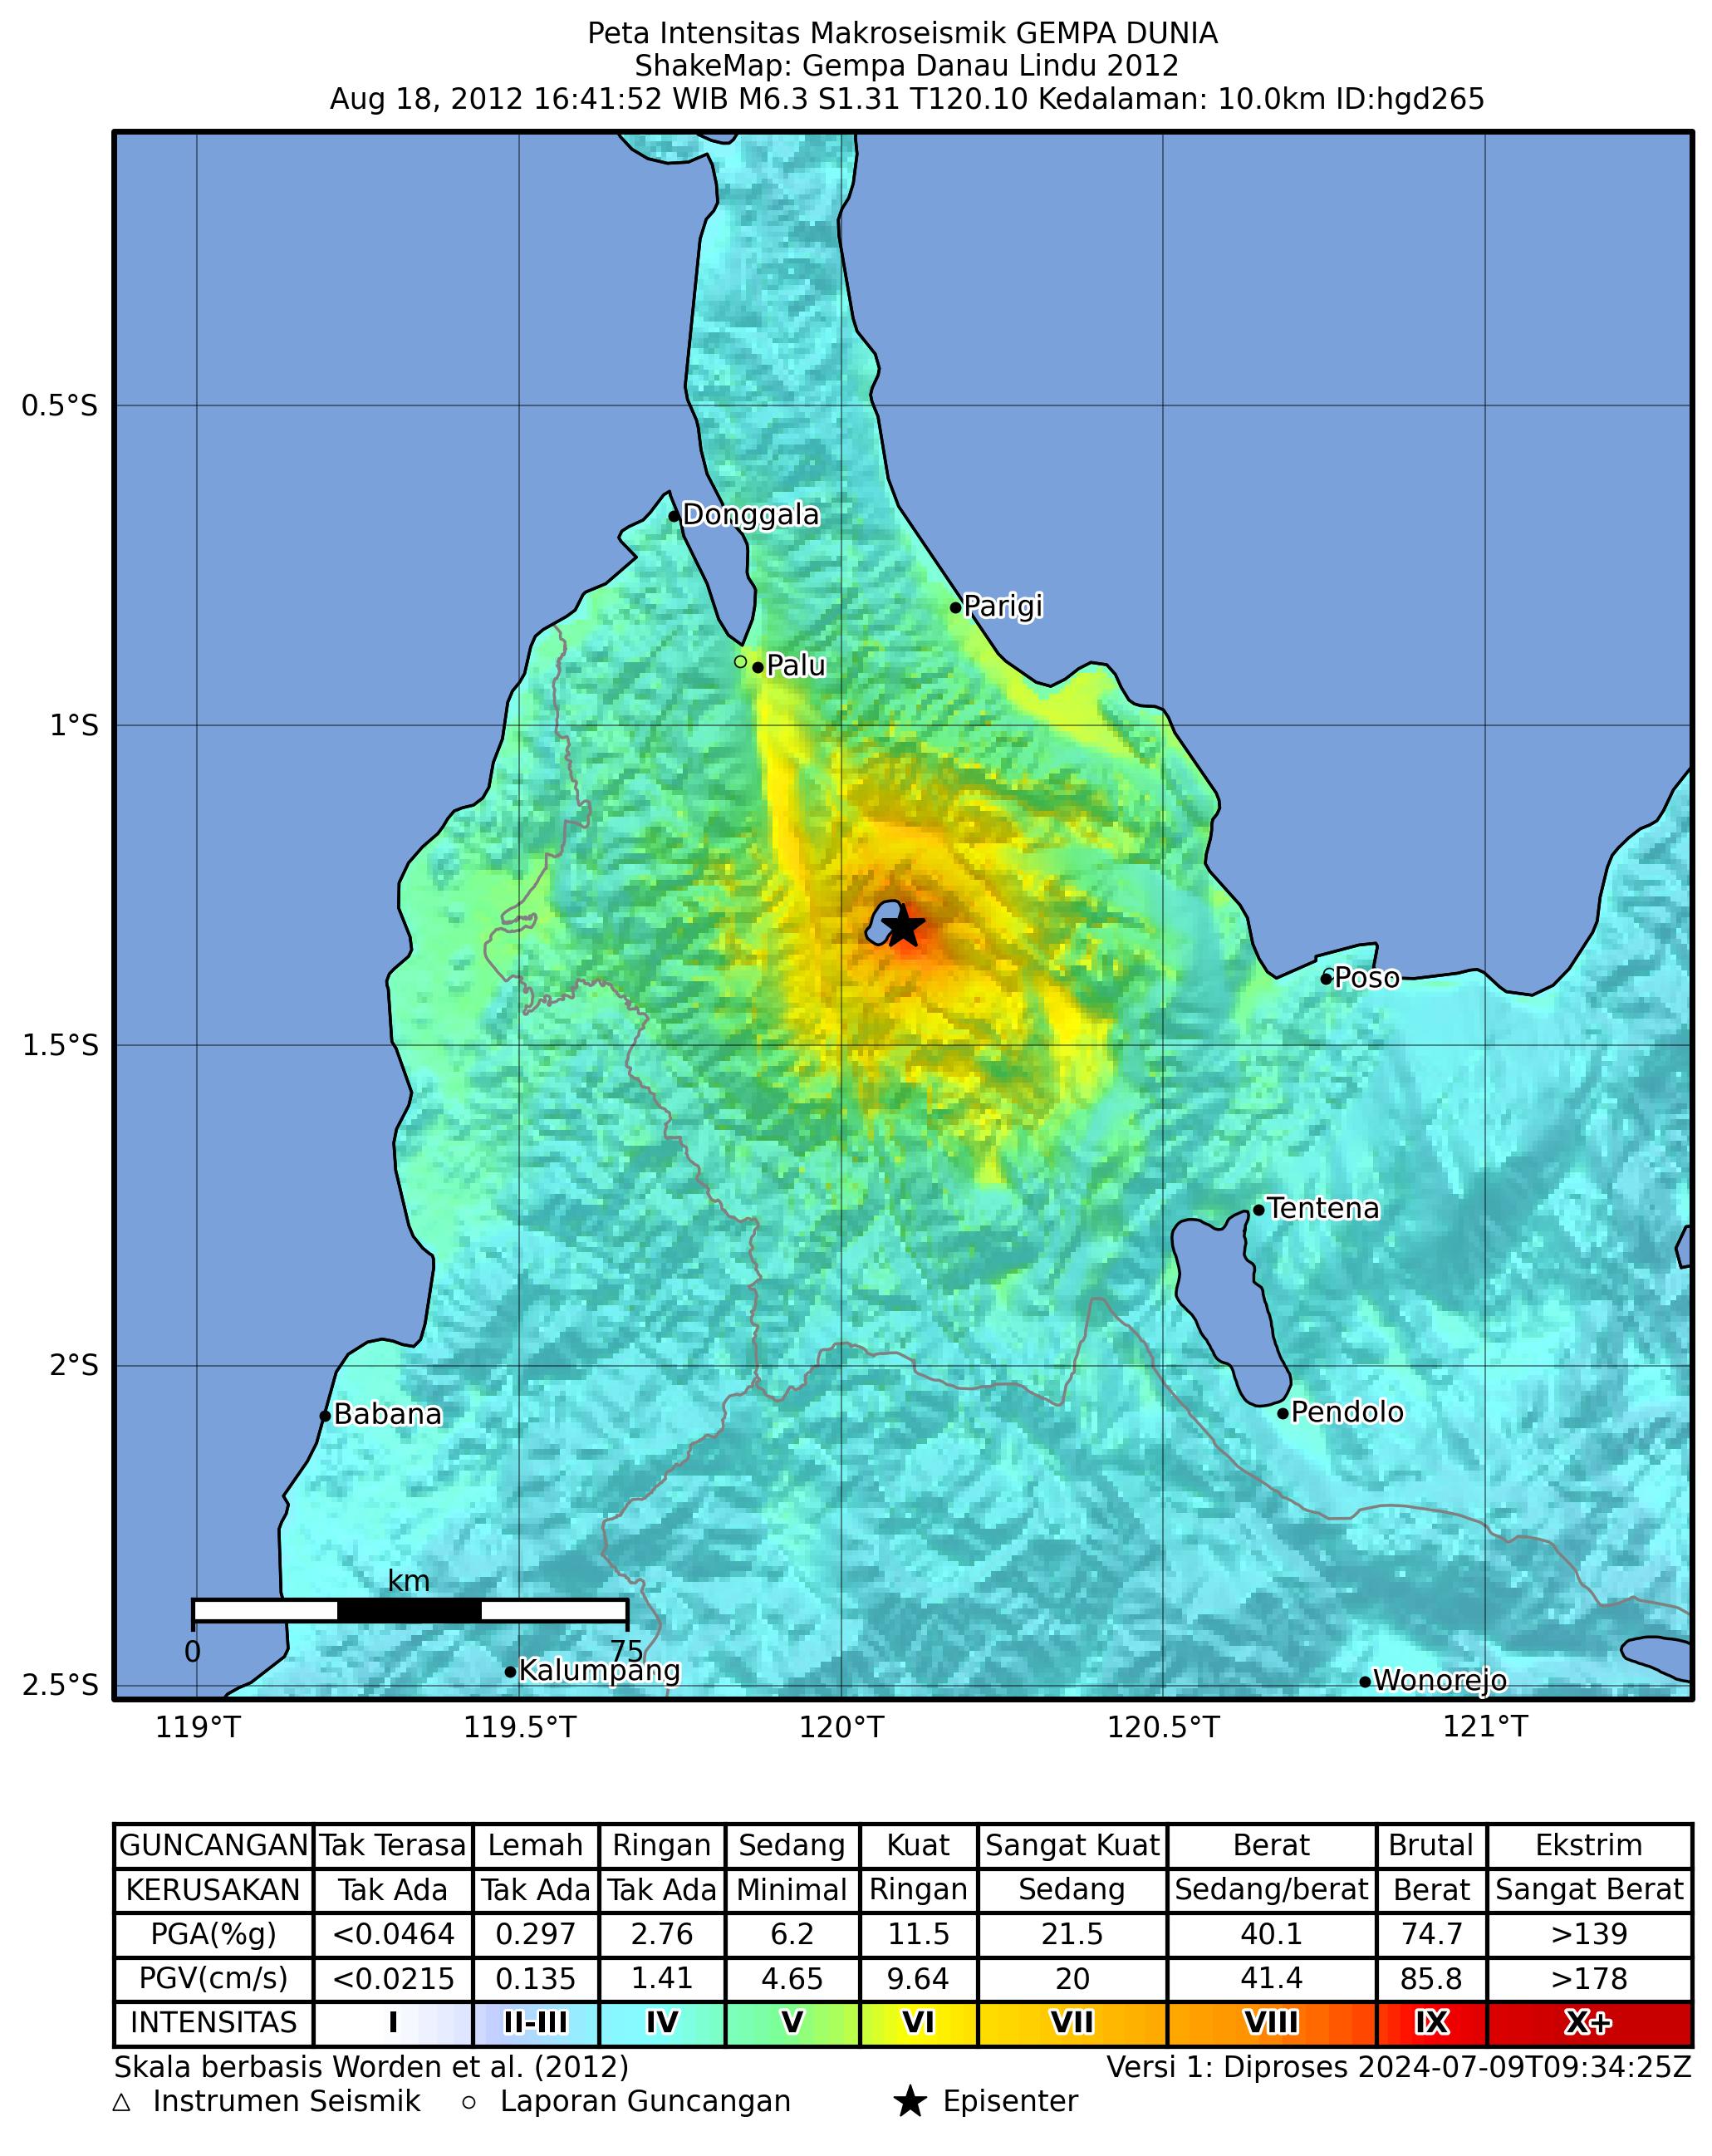 Peta Intensitas Makroseismik GEMPA DUNIA
ShakeMap: Gempa Danau Lindu 2012
Aug 18, 2012 16:41:52 WIB M6.3 S1.31 T120.10 Kedalaman: 10.0km ID:hgd265
0.5°S
Donggala
Parigi
Palu
1°S
Poso
1.5°S
Tentena
2°S
Babana
Pendolo
km
0 75
Kalumpang
Wonorejo
2.5°S
119°T 119.5°T 120°T 120.5°T 121°T
GUNCANGAN Tak Terasa Lemah Ringan Sedang Kuat Sangat Kuat Berat Brutal Ekstrim
KERUSAKAN Tak Ada Tak Ada Tak Ada Minimal Ringan Sedang Sedang/berat Berat Sangat Berat
PGA(%g) <0.0464 0.297 2.76 6.2 11.5 21.5 40.1 74.7 >139
PGV(cm/s) <0.0215 0.135 1.41 4.65 9.64 20 41.4 85.8 >178
INTENSITAS I II-III IV V VI VII VIII IX X+
Skala berbasis Worden et al. (2012) Versi 1: Diproses 2024-07-09T09:34:25Z
Instrumen Seismik Laporan Guncangan Episenter